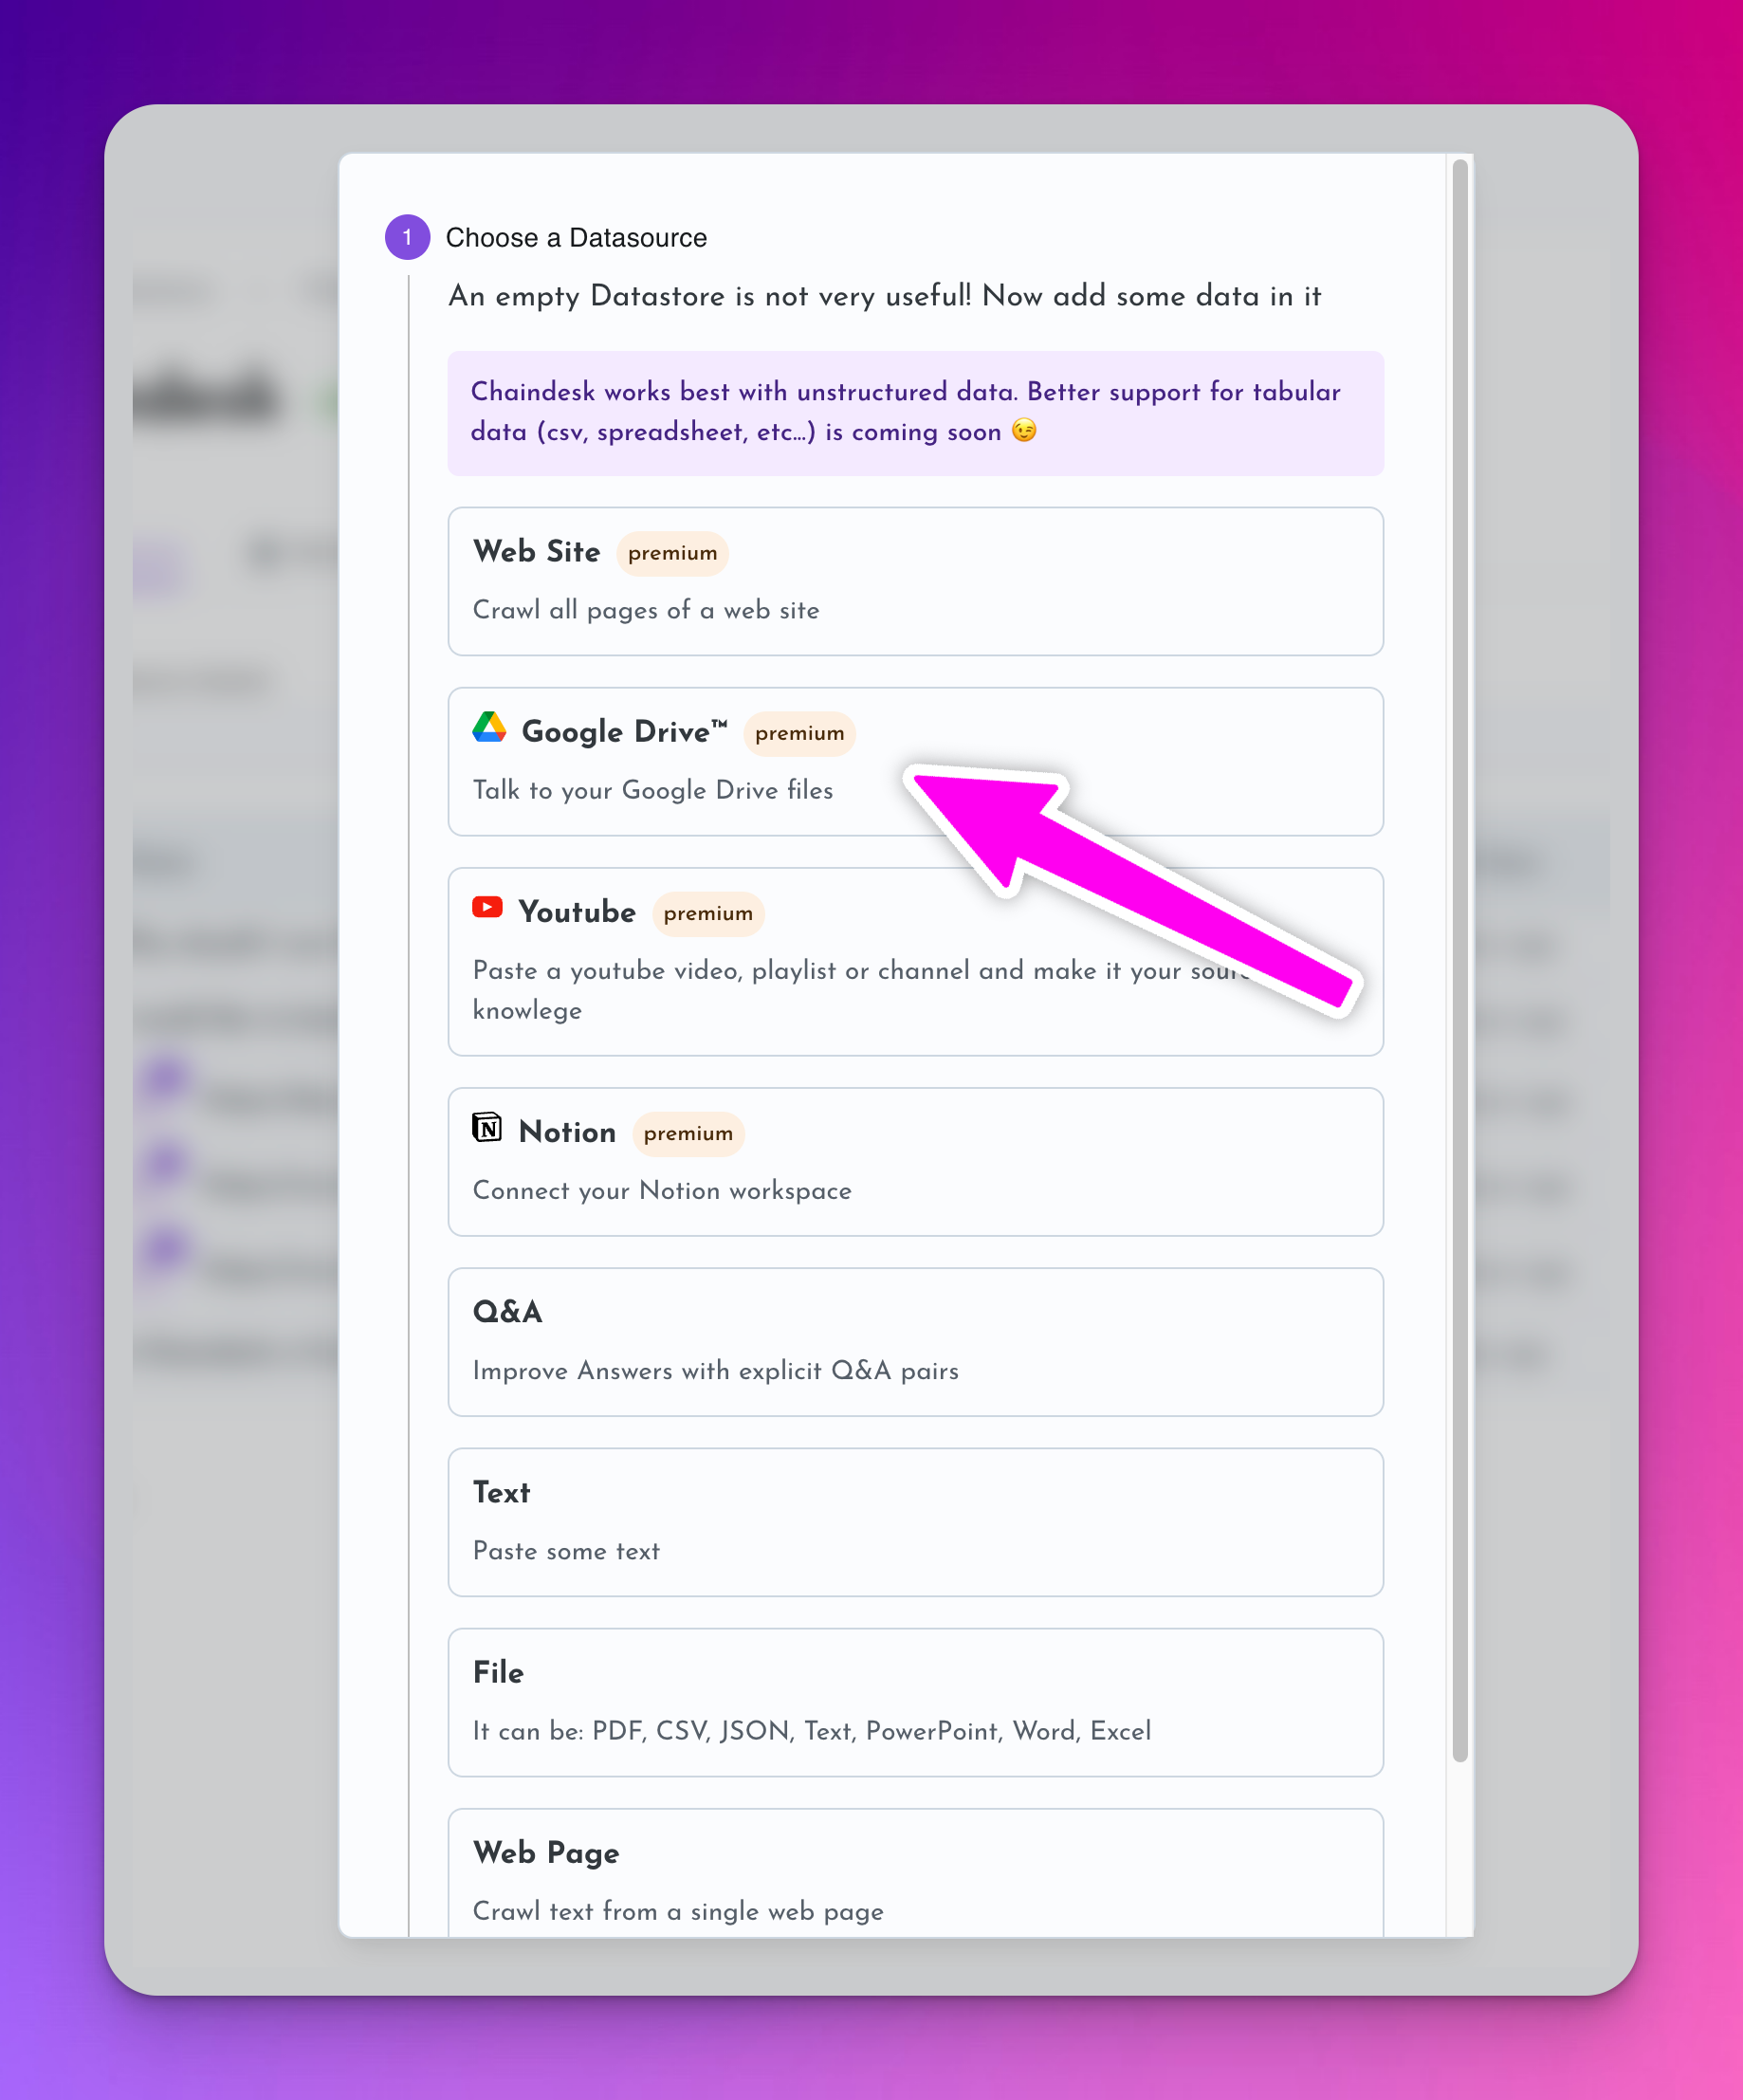 1 Choose a Datasource
An empty Datastore is not very useful! Now add some data in it
Chaindesk works best with unstructured data. Better support for tabular
data (csv, spreadsheet, etc...) is coming soon 😉
Web Site premium
Crawl all pages of a web site
Google Drive™ premium
Talk to your Google Drive files
Youtube premium
Paste a youtube video, playlist or channel and make it your
knowlege
N Notion premium
Connect your Notion workspace
Q&A
Improve Answers with explicit Q&A pairs
Text
Paste some text
File
It can be: PDF, CSV, JSON, Text, PowerPoint, Word, Excel
Web Page
Crawl text from a single web page